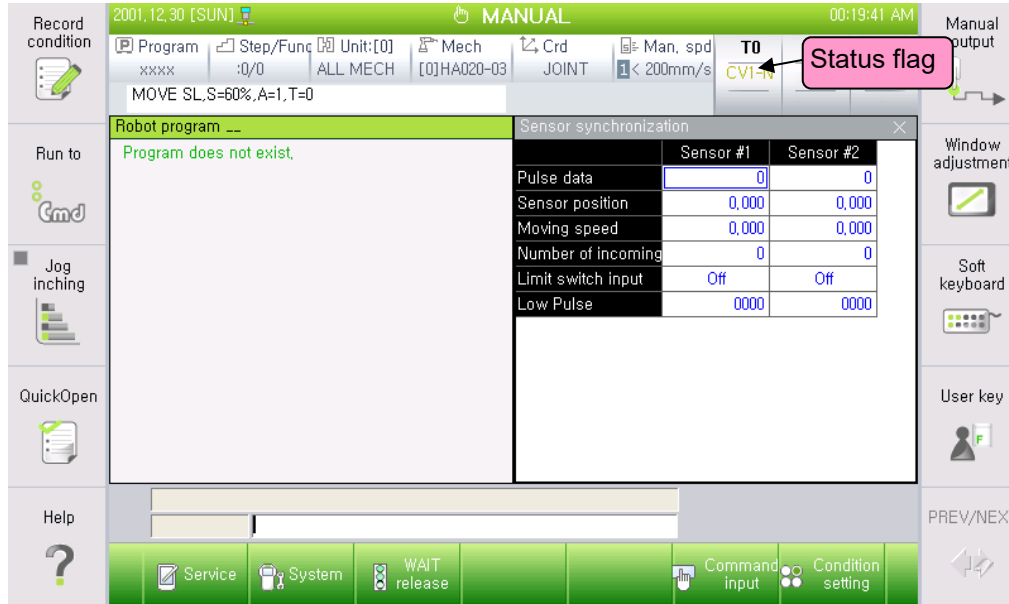 2001,12,30 [SUN] MANUAL 00:19:41 AM
Record condition
Run to
Cmd
Jog inching
QuickOpen
Help
P Program Step/Func Unit:[0] Mech Crd Man, spd T0
xxxx :0/0 ALL MECH [0]HA020-03 JOINT 1< 200mm/s CV1-N
Status flag
MOVE SL,S=60%,A=1,T=0
Robot program __
Program does not exist,
Sensor synchronization
Sensor #1 Sensor #2
Pulse data 0 0
Sensor position 0,000 0,000
Moving speed 0,000 0,000
Number of incoming 0 0
Limit switch input Off Off
Low Pulse 0000 0000
Manual output
Window adjustment
Soft keyboard
User key
F
PREV/NEX
Service System WAIT release Command input Condition setting